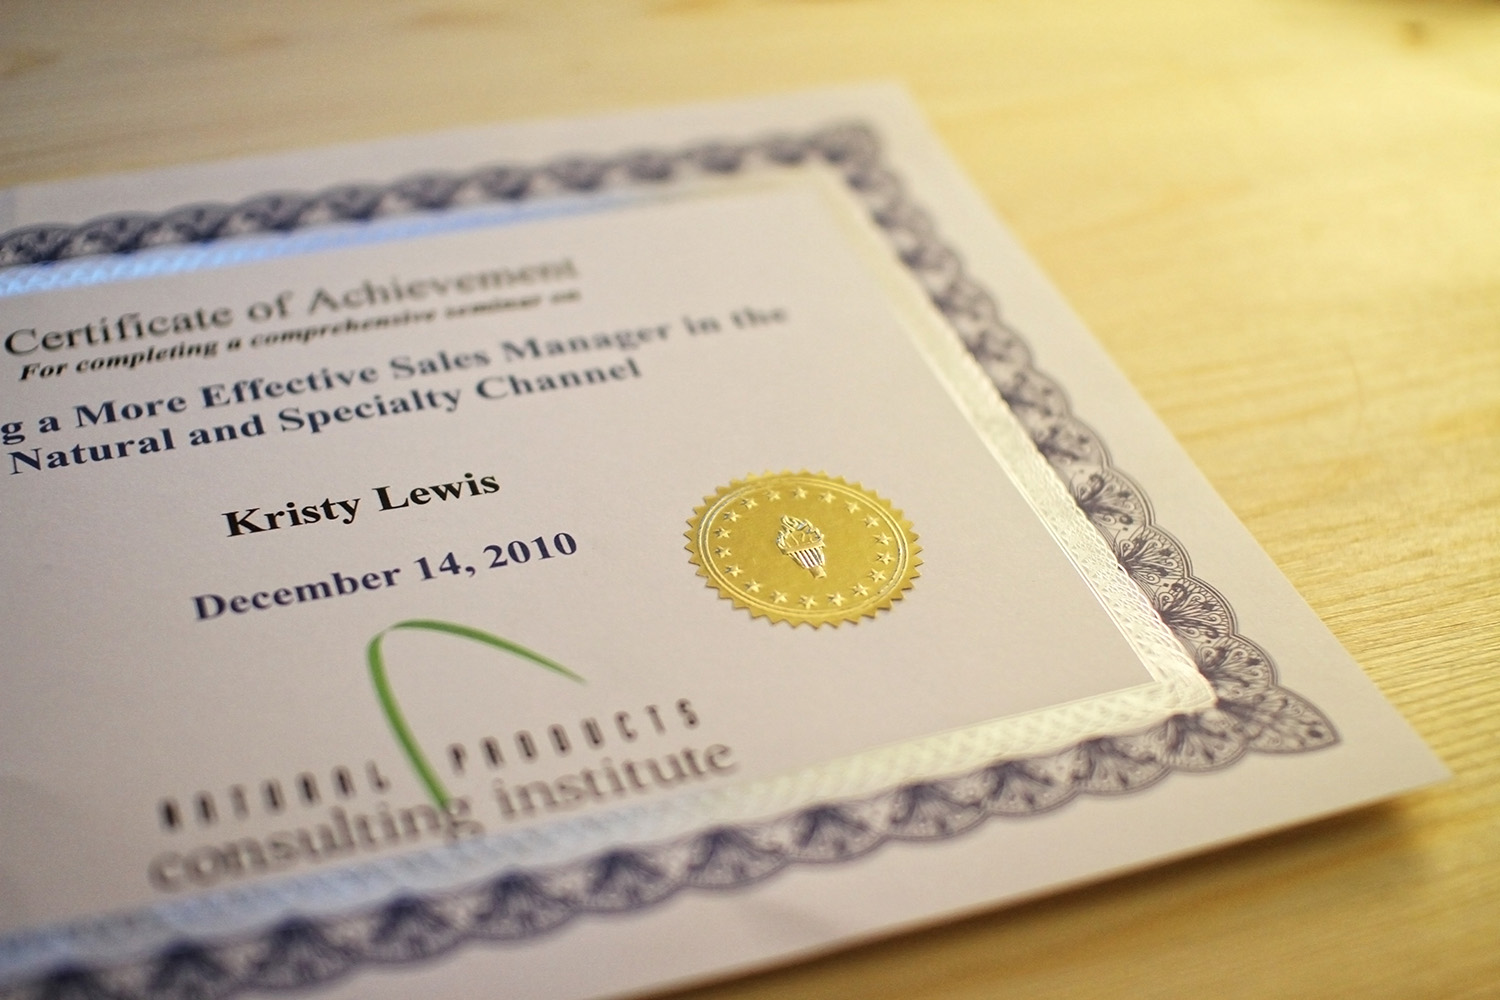 Certificate of Achievement
For completing a comprehensive seminar on
g a More Effective Sales Manager in the
Natural and Specialty Channel
Kristy Lewis
December 14, 2010
NATURAL PRODUCTS
consulting institute